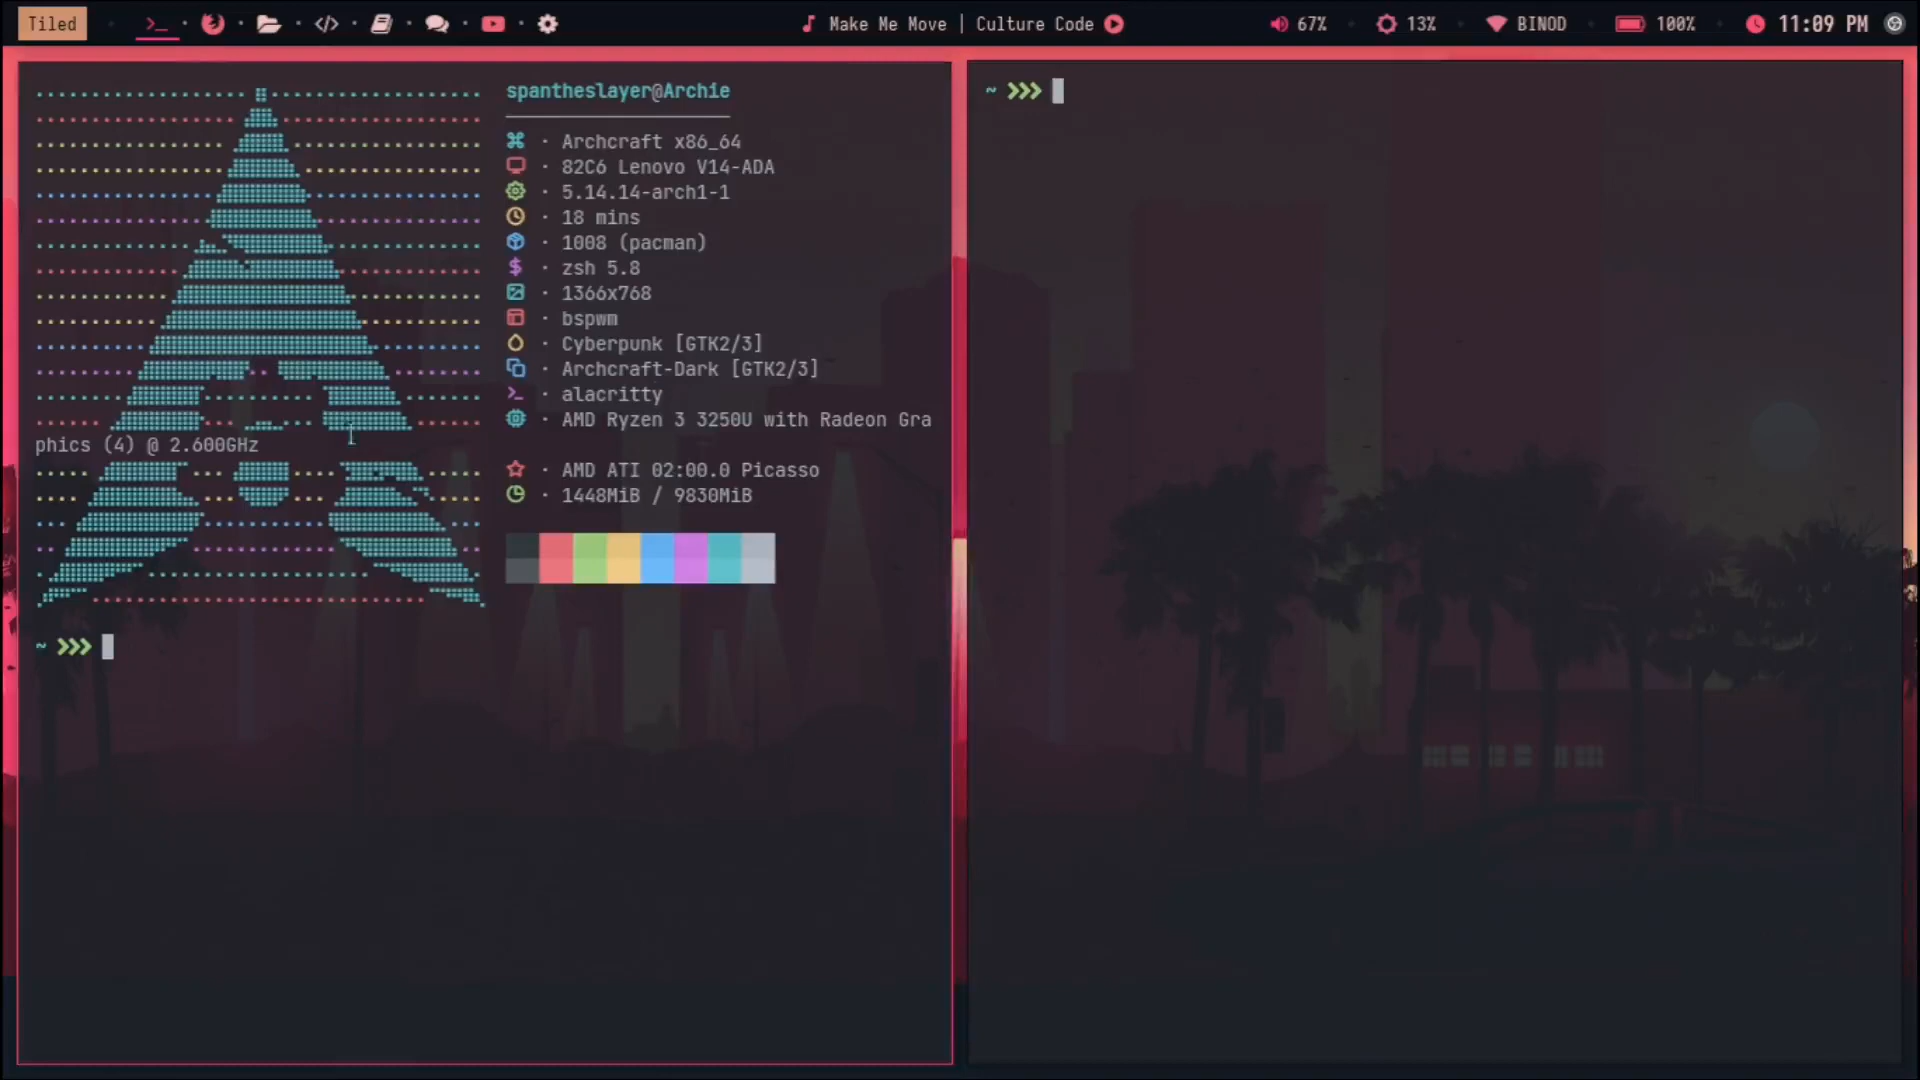 Tiled
Make Me Move | Culture Code
67%
13%
BINOD
100%
11:09 PM
spantheslayer@Archie
Archcraft x86_64
82C6 Lenovo V14-ADA
5.14.14-arch1-1
18 mins
1008 (pacman)
zsh 5.8
1366x768
bspwm
Cyberpunk [GTK2/3]
Archcraft-Dark [GTK2/3]
alacritty
AMD Ryzen 3 3250U with Radeon Gra
phics (4) @ 2.600GHz
AMD ATI 02:00.0 Picasso
1448MiB / 9830MiB
~ ❯❯❯
~ ❯❯❯